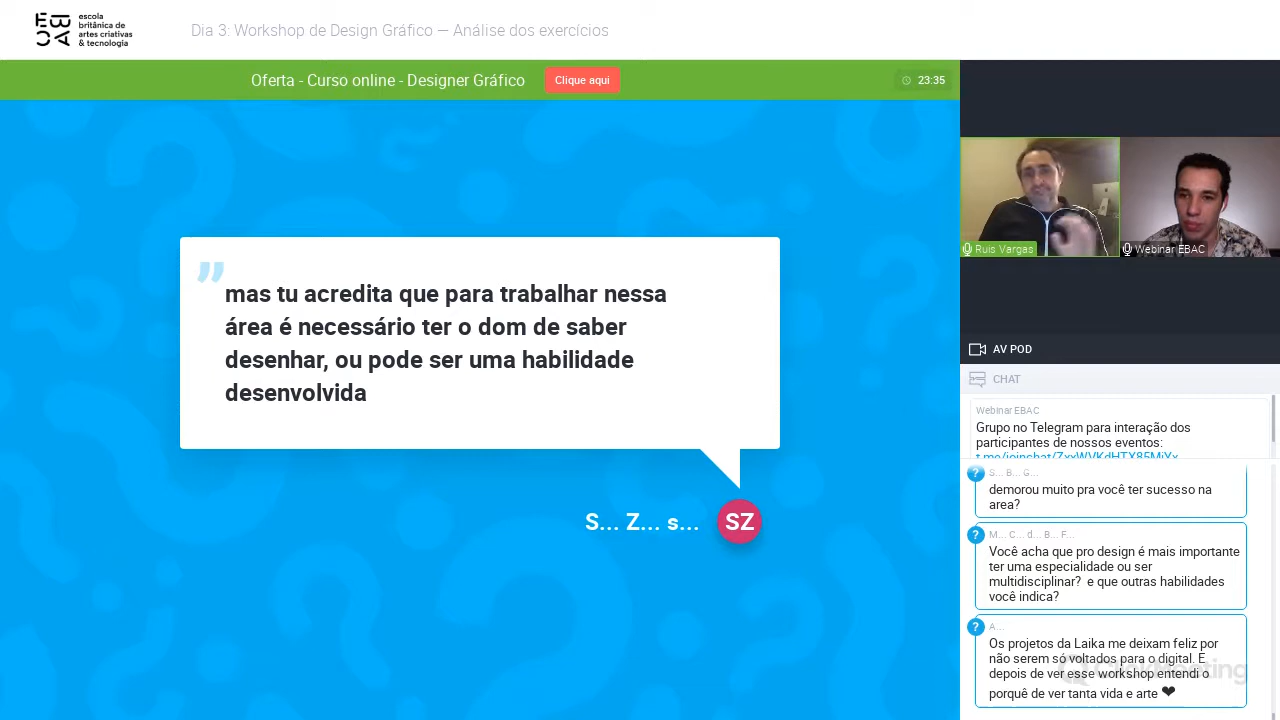 EBAC
escola
britânica de
artes criativas
& tecnologia
Dia 3: Workshop de Design Gráfico — Análise dos exercícios
Oferta - Curso online - Designer Gráfico
Clique aqui
23:35
”
mas tu acredita que para trabalhar nessa
área é necessário ter o dom de saber
desenhar, ou pode ser uma habilidade
desenvolvida
S... Z... s...
SZ
Ruis Vargas
Webinar EBAC
AV POD
CHAT
Webinar EBAC
Grupo no Telegram para interação dos
participantes de nossos eventos:
t.me/joinchat/ZxxWVKdHTX85MjYx
?
S... B... G...
demorou muito pra você ter sucesso na
area?
?
M... C... d... B... F...
Você acha que pro design é mais importante
ter uma especialidade ou ser
multidisciplinar? e que outras habilidades
você indica?
?
A...
Os projetos da Laika me deixam feliz por
não serem só voltados para o digital. E
depois de ver esse workshop entendi o
porquê de ver tanta vida e arte ❤